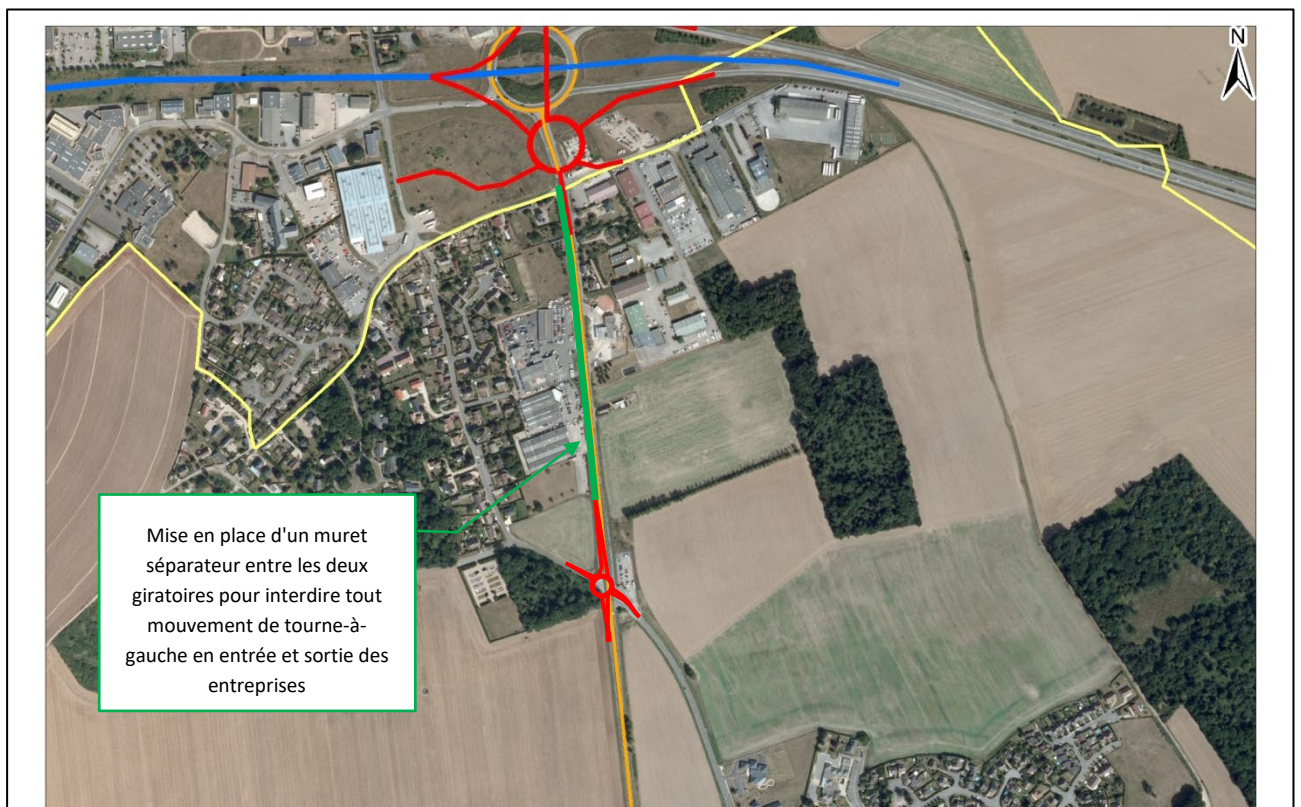 N
Mise en place d'un muret
séparateur entre les deux
giratoires pour interdire tout
mouvement de tourne-à-
gauche en entrée et sortie des
entreprises